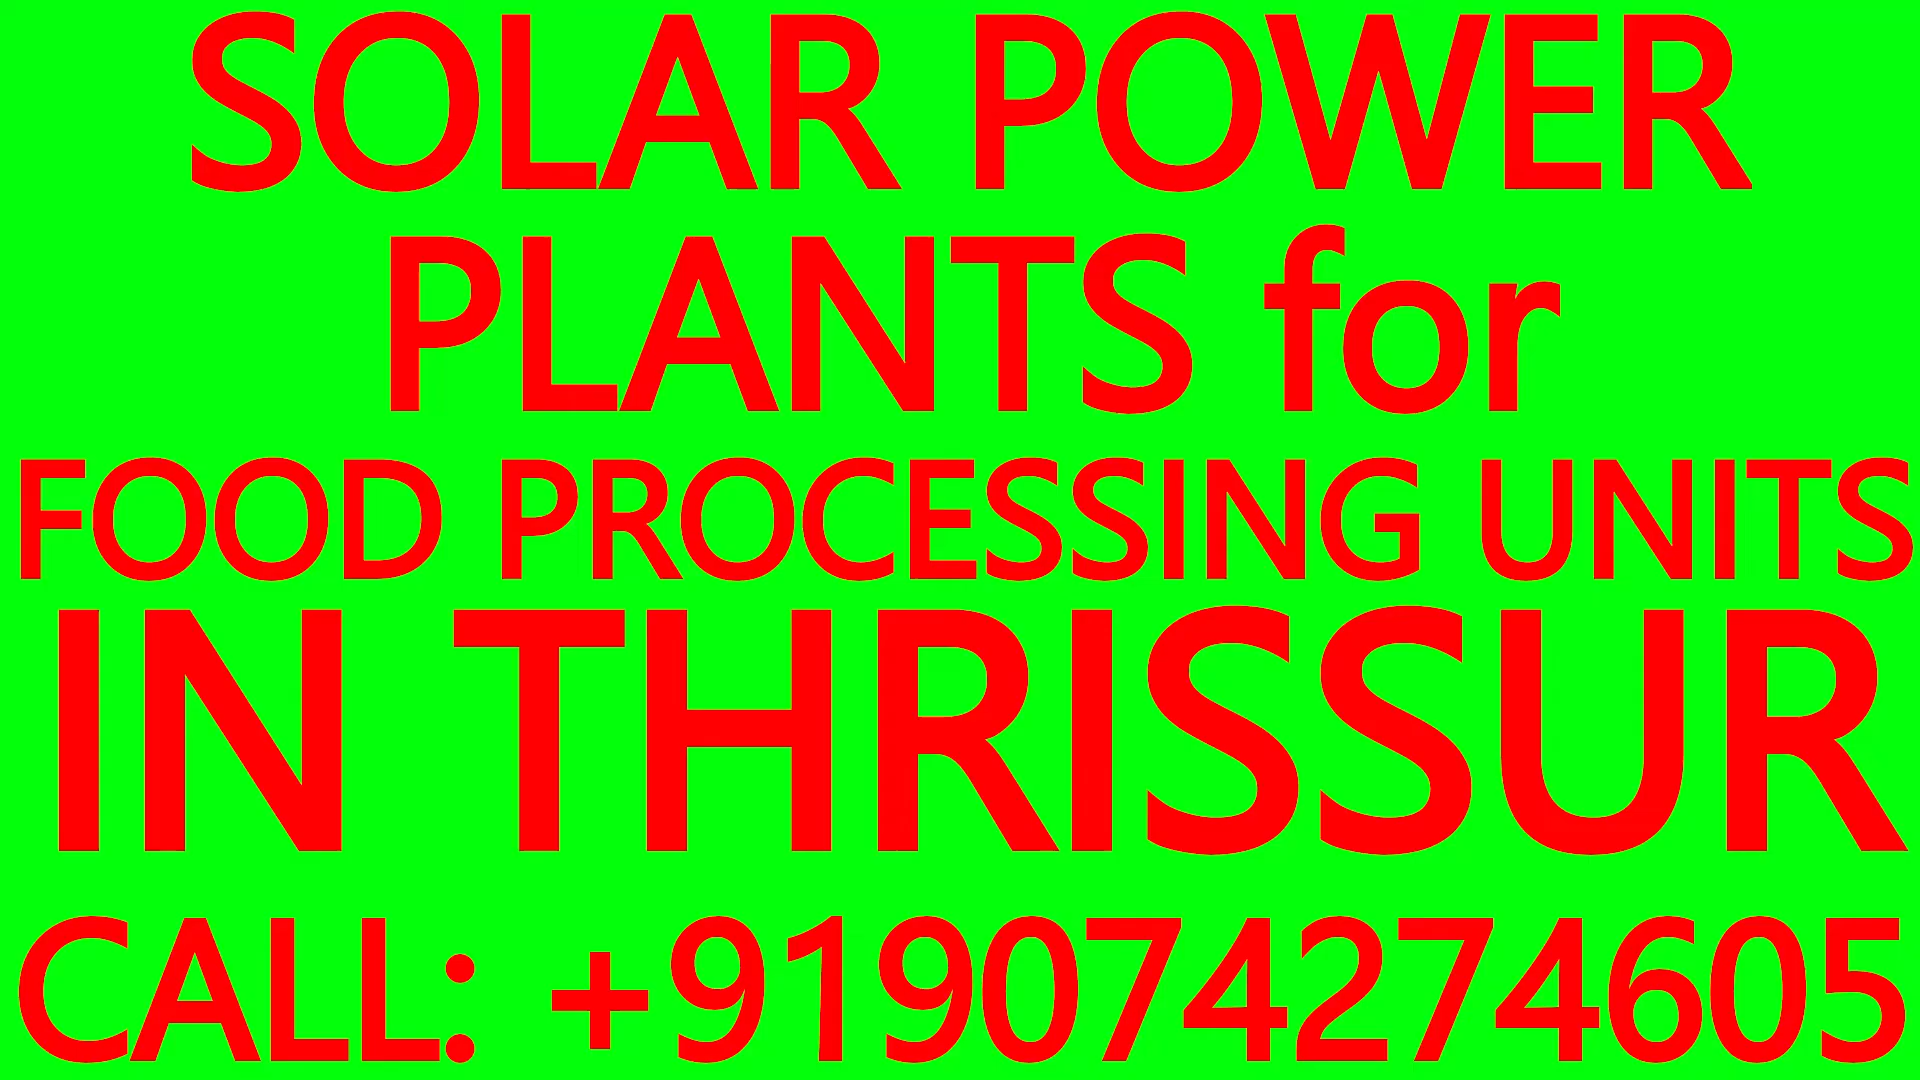 SOLAR POWER
PLANTS for
FOOD PROCESSING UNITS
IN THRISSUR
CALL: +919074274605